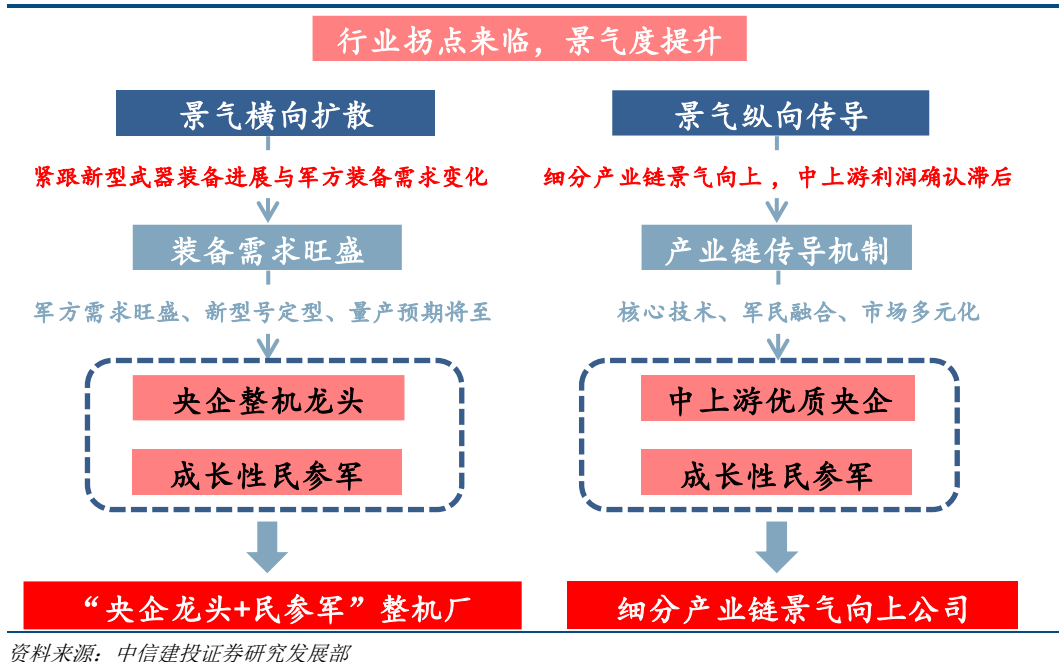 行业拐点来临，景气度提升
景气横向扩散
紧跟新型武器装备进展与军方装备需求变化
装备需求旺盛
军方需求旺盛、新型号定型、量产预期将至
央企整机龙头
成长性民参军
“央企龙头+民参军”整机厂
景气纵向传导
细分产业链景气向上，中上游利润确认滞后
产业链传导机制
核心技术、军民融合、市场多元化
中上游优质央企
成长性民参军
细分产业链景气向上公司
资料来源：中信建投证券研究发展部